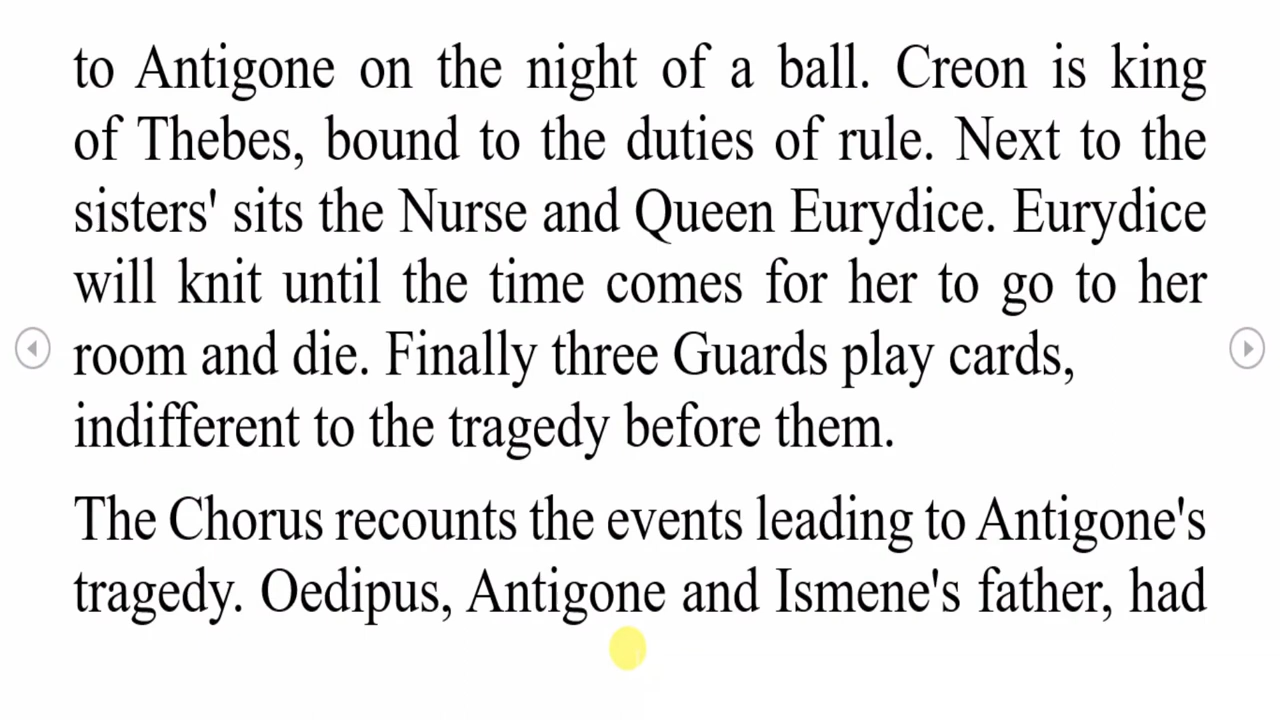 to Antigone on the night of a ball. Creon is king
of Thebes, bound to the duties of rule. Next to the
sisters' sits the Nurse and Queen Eurydice. Eurydice
will knit until the time comes for her to go to her
room and die. Finally three Guards play cards,
indifferent to the tragedy before them.
The Chorus recounts the events leading to Antigone's
tragedy. Oedipus, Antigone and Ismene's father, had